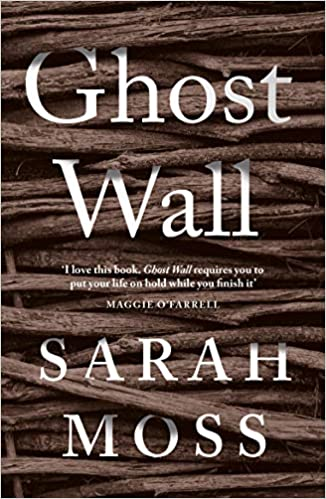 Ghost
Wall
‘I love this book. Ghost Wall requires you to
put your life on hold while you finish it’
MAGGIE O’FARRELL
SARAH
MOSS